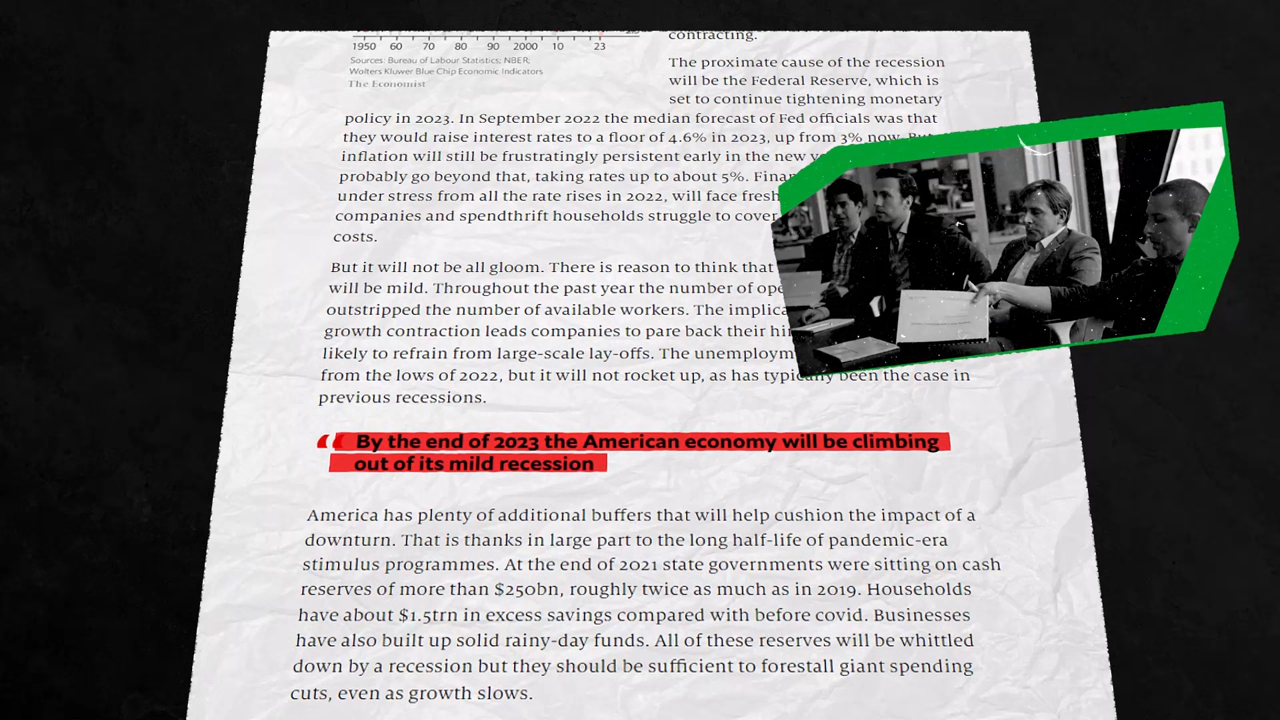 1950 60 70 80 90 2000 10 23
Sources: Bureau of Labour Statistics; NBER;
Wolters Kluwer Blue Chip Economic Indicators
The Economist
contracting.
The proximate cause of the recession
will be the Federal Reserve, which is
set to continue tightening monetary
policy in 2023. In September 2022 the median forecast of Fed officials was that
they would raise interest rates to a floor of 4.6% in 2023, up from 3% now. But
inflation will still be frustratingly persistent early in the new
probably go beyond that, taking rates up to about 5%.
under stress from all the rate rises in 2022, will face fresh
companies and spendthrift households struggle to cover
costs.
But it will not be all gloom. There is reason to think that
will be mild. Throughout the past year the number of
outstripped the number of available workers. The
growth contraction leads companies to pare back their
likely to refrain from large-scale lay-offs. The
from the lows of 2022, but it will not rocket up, as has typically been the case in
previous recessions.
“ By the end of 2023 the American economy will be climbing
out of its mild recession
America has plenty of additional buffers that will help cushion the impact of a
downturn. That is thanks in large part to the long half-life of pandemic-era
stimulus programmes. At the end of 2021 state governments were sitting on cash
reserves of more than $250bn, roughly twice as much as in 2019. Households
have about $1.5trn in excess savings compared with before covid. Businesses
have also built up solid rainy-day funds. All of these reserves will be whittled
down by a recession but they should be sufficient to forestall giant spending
cuts, even as growth slows.